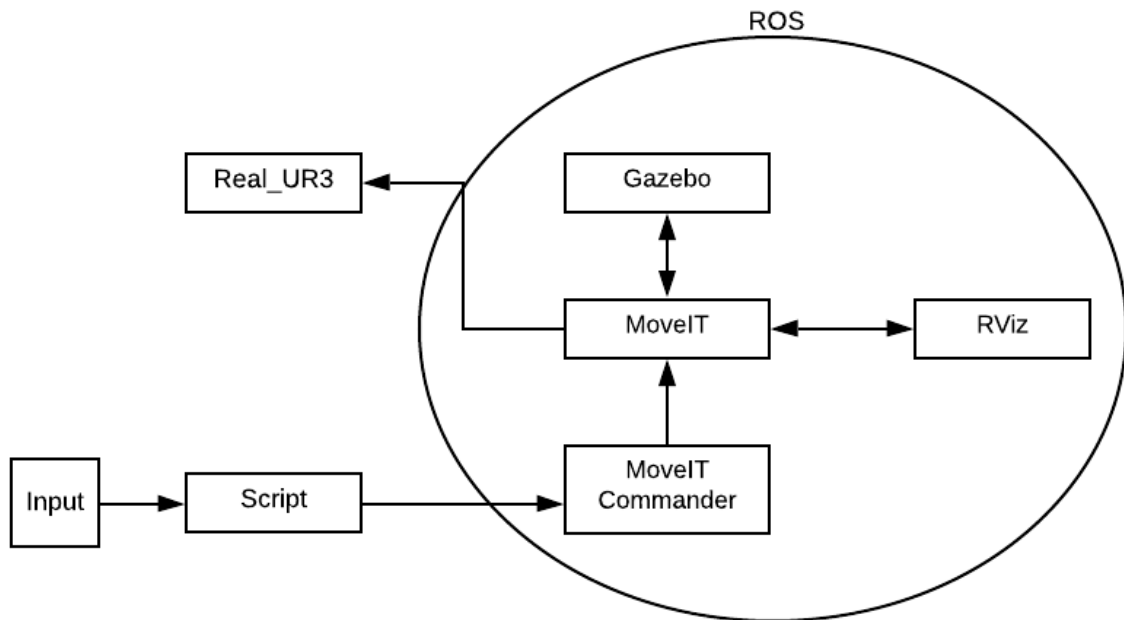 ROS
Real_UR3
Gazebo
MoveIT
RViz
Input
Script
MoveIT
Commander